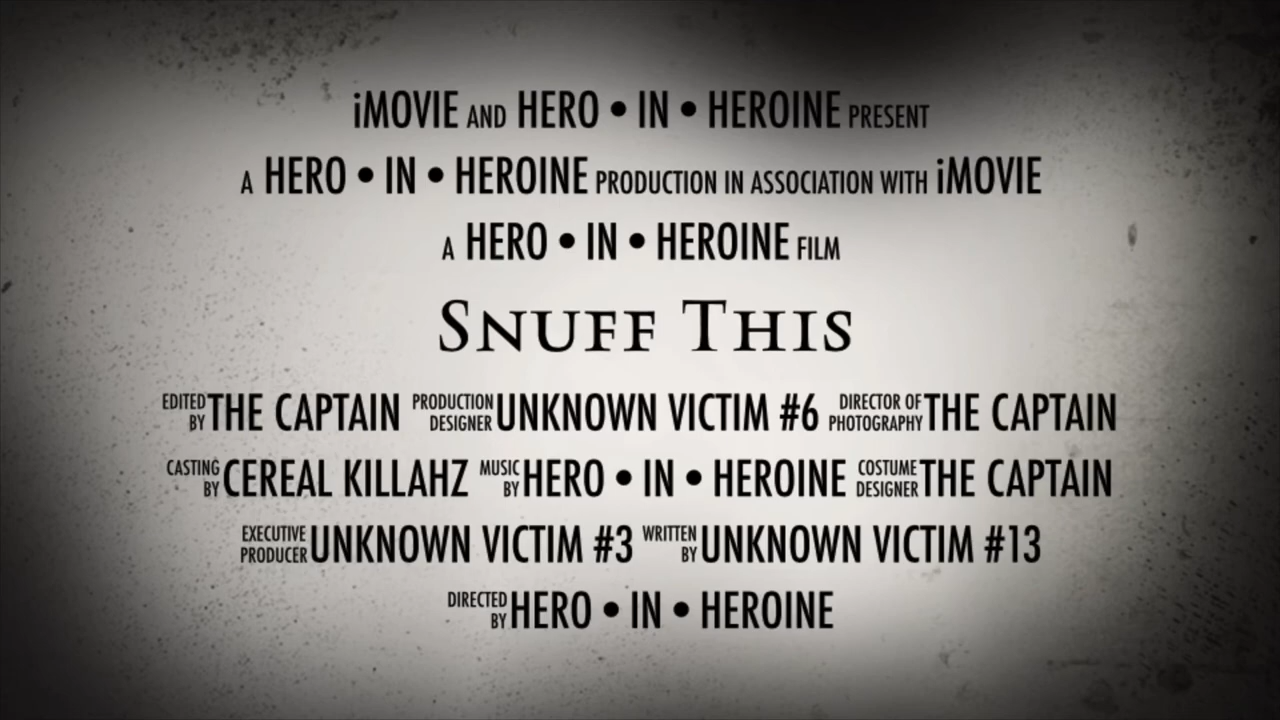 iMOVIE AND HERO • IN • HEROINE PRESENT
A HERO • IN • HEROINE PRODUCTION IN ASSOCIATION WITH iMOVIE
A HERO • IN • HEROINE FILM
SNUFF THIS
EDITED BY THE CAPTAIN PRODUCTION DESIGNER UNKNOWN VICTIM #6 DIRECTOR OF PHOTOGRAPHY THE CAPTAIN
CASTING BY CEREAL KILLAHZ MUSIC BY HERO • IN • HEROINE COSTUME DESIGNER THE CAPTAIN
EXECUTIVE PRODUCER UNKNOWN VICTIM #3 WRITTEN BY UNKNOWN VICTIM #13
DIRECTED BY HERO • IN • HEROINE